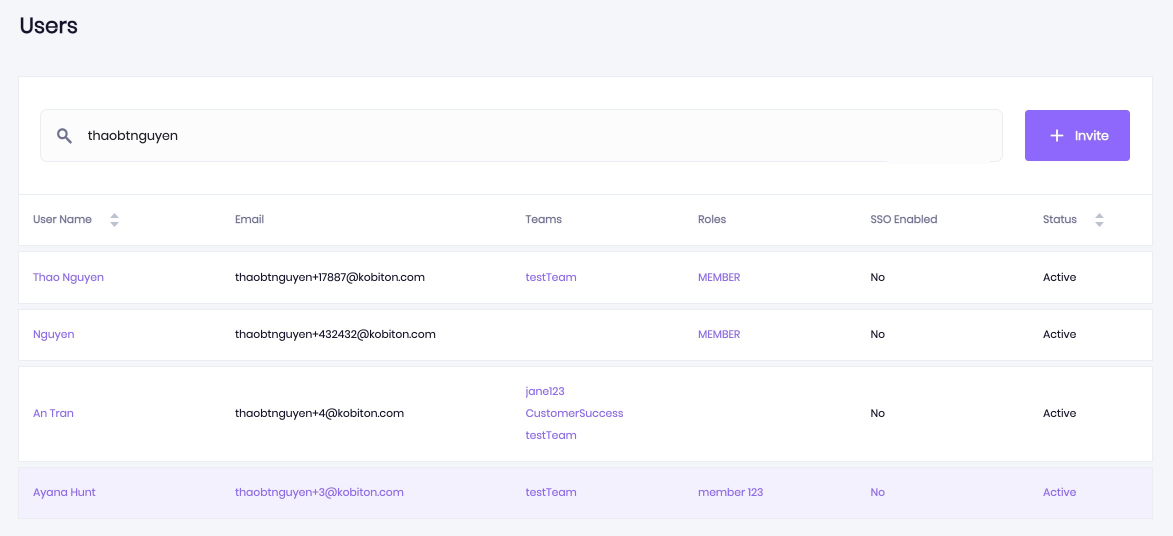 Users
thaobtnguyen
+ Invite
User Name Email Teams Roles SSO Enabled Status
Thao Nguyen thaobtnguyen+17887@kobiton.com testTeam MEMBER No Active
Nguyen thaobtnguyen+432432@kobiton.com MEMBER No Active
jane123
An Tran thaobtnguyen+4@kobiton.com CustomerSuccess No Active
testTeam
Ayana Hunt thaobtnguyen+3@kobiton.com testTeam member 123 No Active